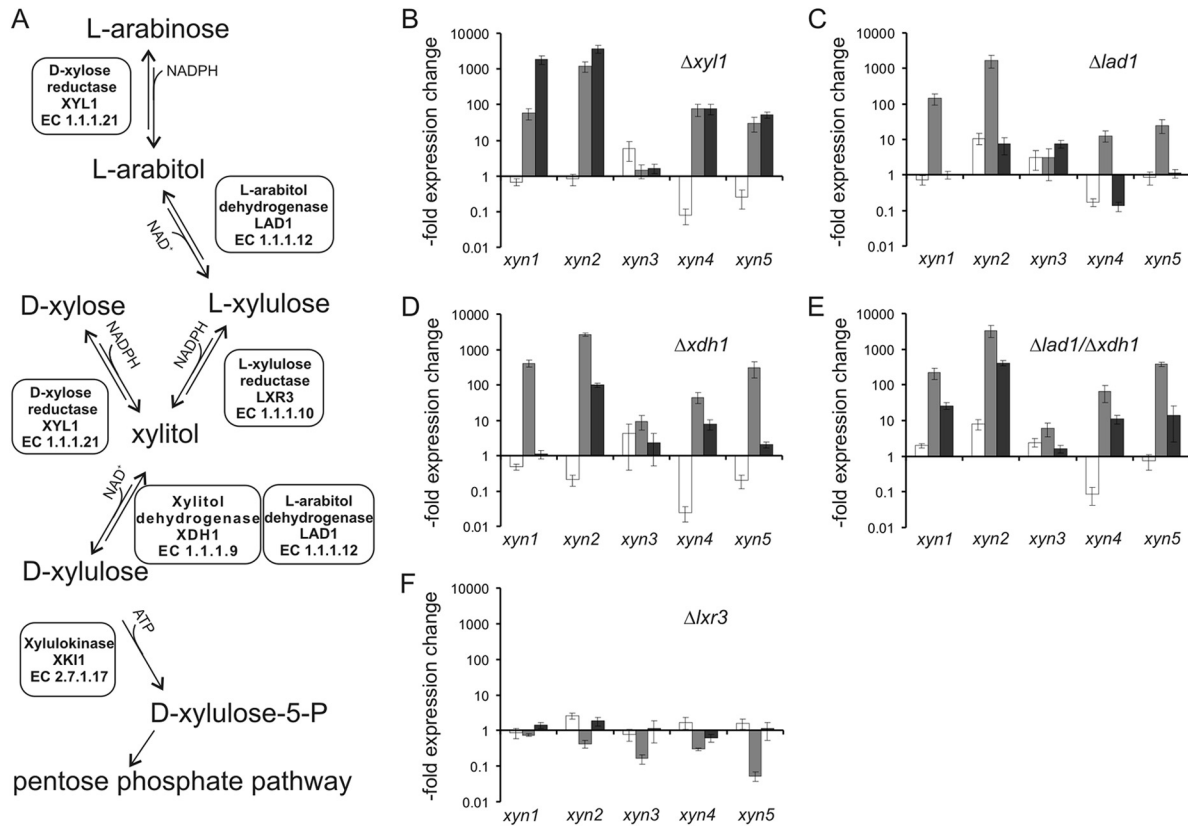 A
L-arabinose
D-xylose
reductase
XYL1
EC 1.1.1.21
NADPH
L-arabitol
L-arabitol
dehydrogenase
LAD1
EC 1.1.1.12
NAD+
D-xylose
L-xylulose
NADPH
NADPH
D-xylose
reductase
XYL1
EC 1.1.1.21
L-xylulose
reductase
LXR3
EC 1.1.1.10
xylitol
NAD+
Xylitol
dehydrogenase
XDH1
EC 1.1.1.9
L-arabitol
dehydrogenase
LAD1
EC 1.1.1.12
D-xylulose
ATP
Xylulokinase
XKI1
EC 2.7.1.17
D-xylulose-5-P
pentose phosphate pathway
B
-fold expression change
10000
1000
100
10
1
0.1
0.01
Δxyl1
xyn1 xyn2 xyn3 xyn4 xyn5
C
-fold expression change
10000
1000
100
10
1
0.1
0.01
Δlad1
xyn1 xyn2 xyn3 xyn4 xyn5
D
-fold expression change
10000
1000
100
10
1
0.1
0.01
Δxdh1
xyn1 xyn2 xyn3 xyn4 xyn5
E
-fold expression change
10000
1000
100
10
1
0.1
0.01
Δlad1/Δxdh1
xyn1 xyn2 xyn3 xyn4 xyn5
F
-fold expression change
10000
1000
100
10
1
0.1
0.01
Δlxr3
xyn1 xyn2 xyn3 xyn4 xyn5